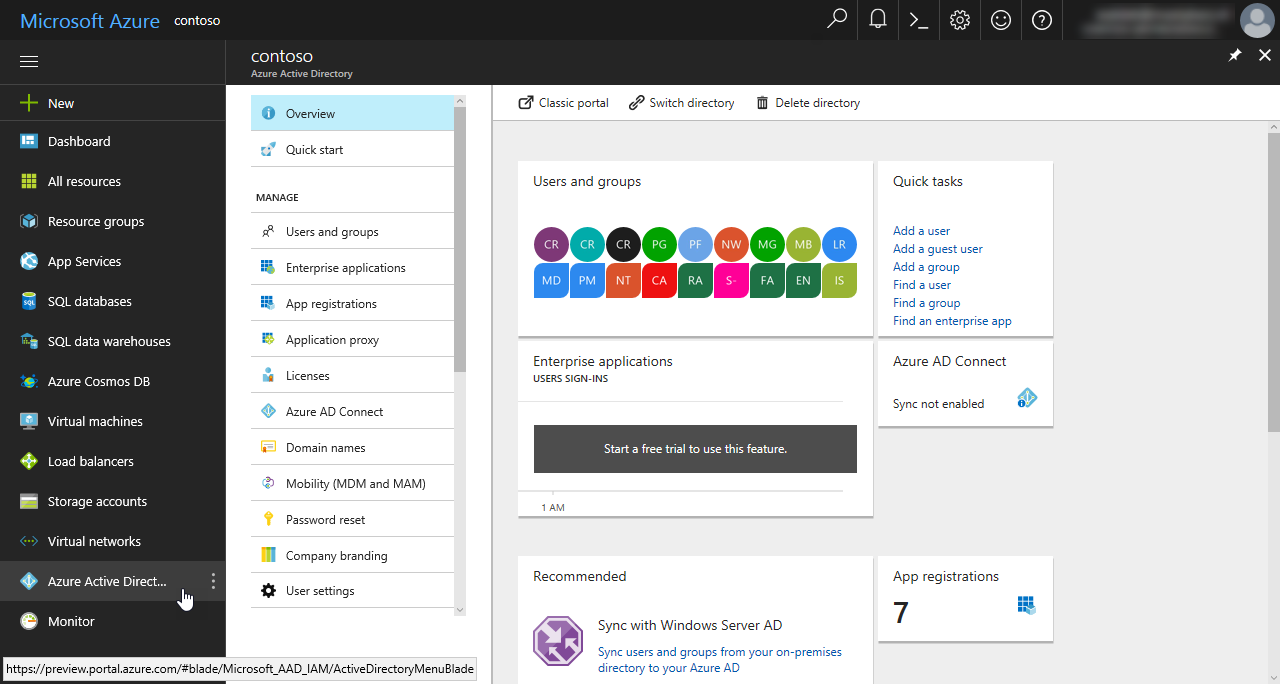 Microsoft Azure contoso
contoso
Azure Active Directory
New
Dashboard
All resources
Resource groups
App Services
SQL databases
SQL data warehouses
Azure Cosmos DB
Virtual machines
Load balancers
Storage accounts
Virtual networks
Azure Active Direct...
Monitor
https://preview.portal.azure.com/#blade/Microsoft_AAD_IAM/ActiveDirectoryMenuBlade
Overview
Quick start
MANAGE
Users and groups
Enterprise applications
App registrations
Application proxy
Licenses
Azure AD Connect
Domain names
Mobility (MDM and MAM)
Password reset
Company branding
User settings
Classic portal Switch directory Delete directory
Users and groups
CR CR CR PG PF NW MG MB LR
MD PM NT CA RA S- FA EN IS
Quick tasks
Add a user
Add a guest user
Add a group
Find a user
Find a group
Find an enterprise app
Enterprise applications
USERS SIGN-INS
Start a free trial to use this feature.
1 AM
Azure AD Connect
Sync not enabled
Recommended
Sync with Windows Server AD
Sync users and groups from your on-premises
directory to your Azure AD
App registrations
7